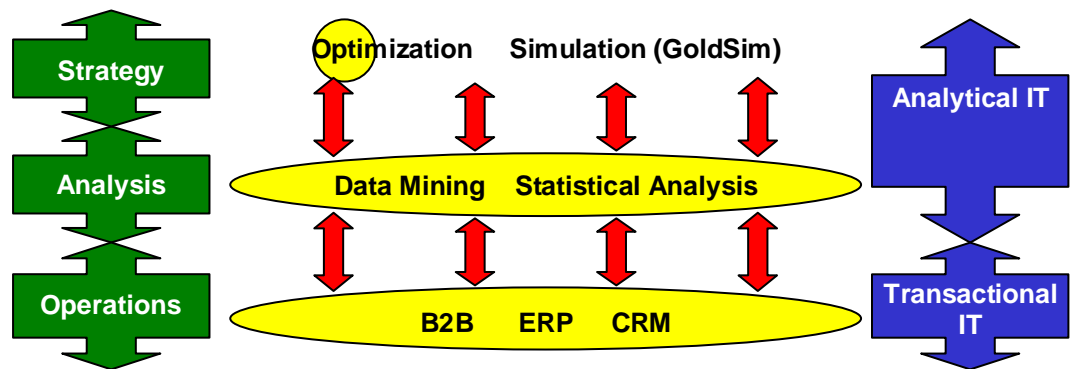 Optimization Simulation (GoldSim)
Strategy
Analytical IT
Analysis
Data Mining Statistical Analysis
Operations
Transactional
IT
B2B ERP CRM